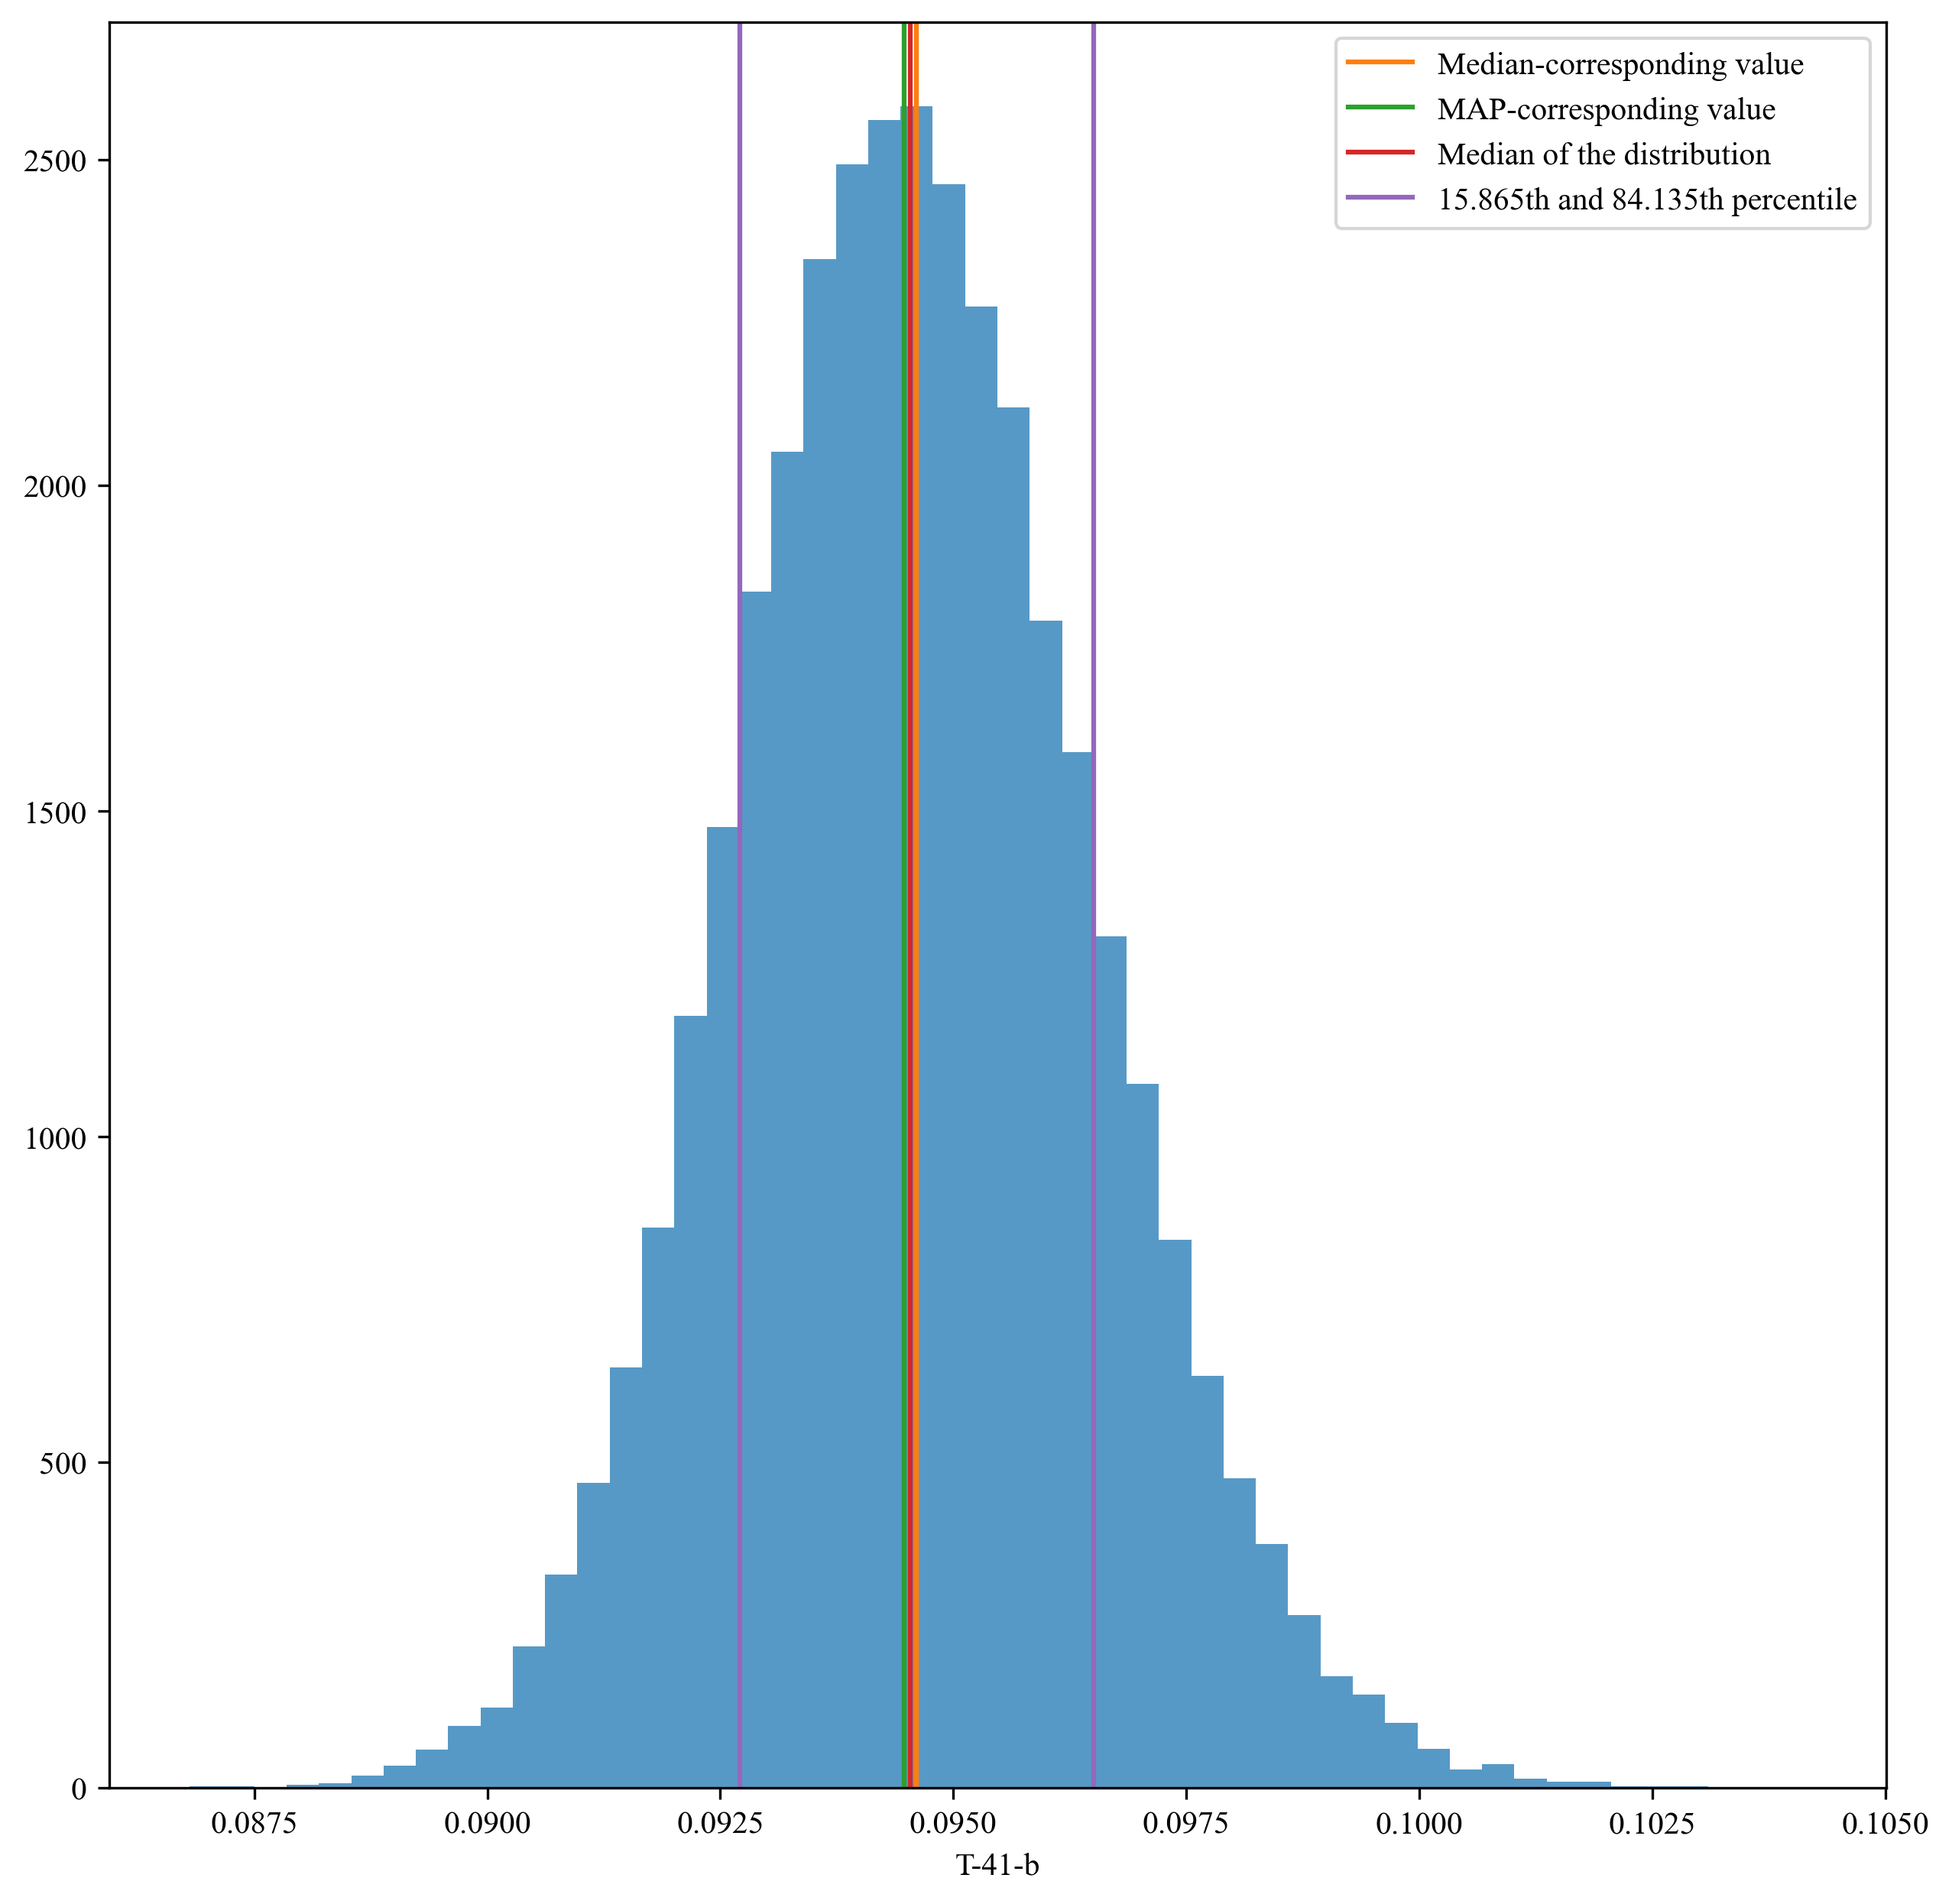 Median-corresponding value
MAP-corresponding value
Median of the distribution
15.865th and 84.135th percentile
2500
2000
1500
1000
500
0
0.0875 0.0900 0.0925 0.0950 0.0975 0.1000 0.1025 0.1050
T-41-b